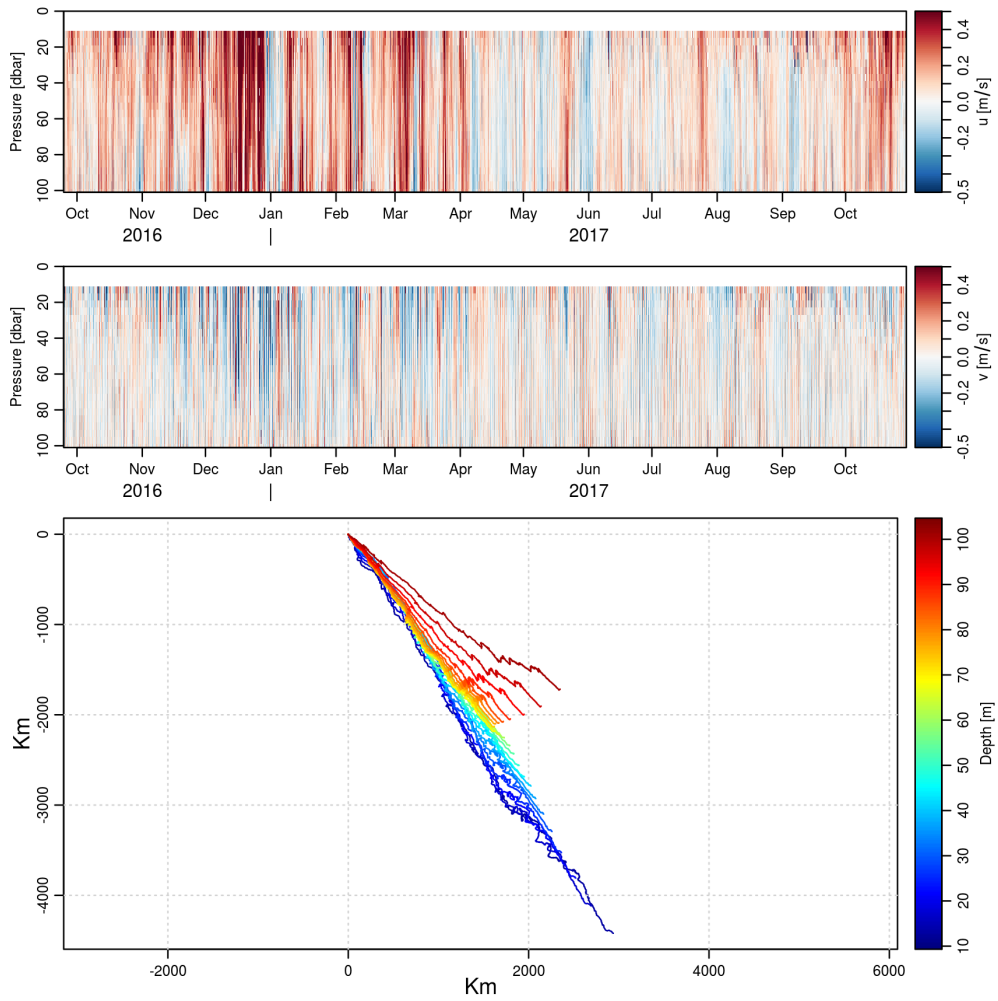 0
20
40
60
80
100
Pressure [dbar]
Oct Nov Dec Jan Feb Mar Apr May Jun Jul Aug Sep Oct
2016 | 2017
-0.5 -0.2 0.0 0.2 0.4
u [m/s]
0
20
40
60
80
100
Pressure [dbar]
Oct Nov Dec Jan Feb Mar Apr May Jun Jul Aug Sep Oct
2016 | 2017
-0.5 -0.2 0.0 0.2 0.4
v [m/s]
0
-1000
-2000
-3000
-4000
Km
-2000 0 2000 4000 6000
Km
10 20 30 40 50 60 70 80 90 100
Depth [m]